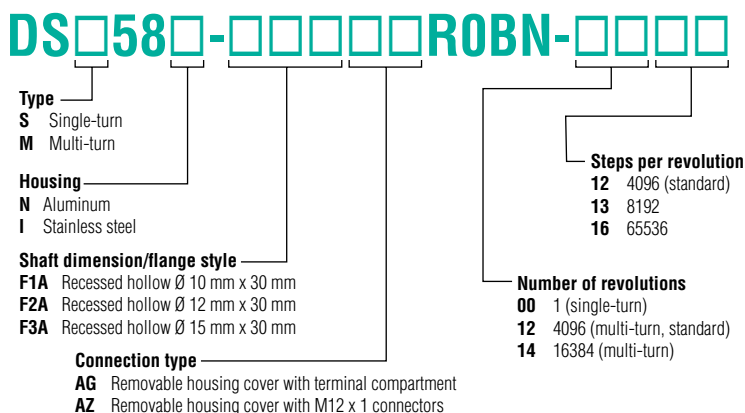 DS□58□-□□□□□R0BN-□□□□
Type
S Single-turn
M Multi-turn
Housing
N Aluminum
I Stainless steel
Shaft dimension/flange style
F1A Recessed hollow Ø 10 mm x 30 mm
F2A Recessed hollow Ø 12 mm x 30 mm
F3A Recessed hollow Ø 15 mm x 30 mm
Connection type
AG Removable housing cover with terminal compartment
AZ Removable housing cover with M12 x 1 connectors
Steps per revolution
12 4096 (standard)
13 8192
16 65536
Number of revolutions
00 1 (single-turn)
12 4096 (multi-turn, standard)
14 16384 (multi-turn)